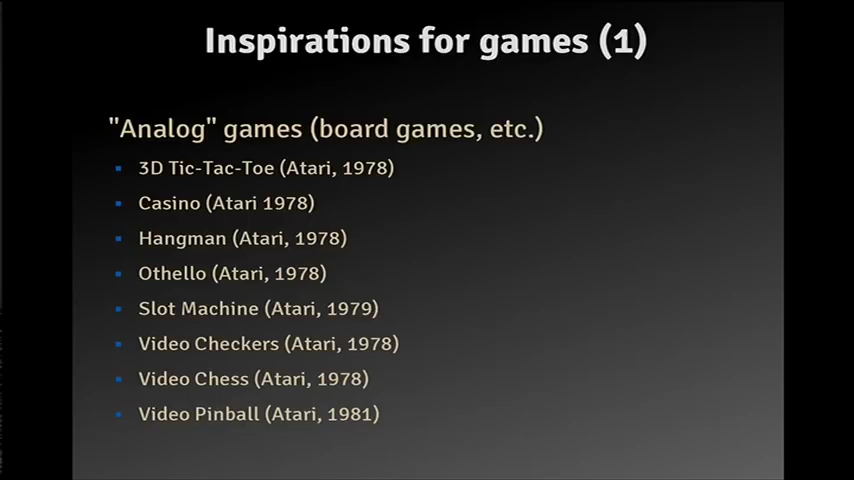 Inspirations for games (1)
"Analog" games (board games, etc.)
3D Tic-Tac-Toe (Atari, 1978)
Casino (Atari 1978)
Hangman (Atari, 1978)
Othello (Atari, 1978)
Slot Machine (Atari, 1979)
Video Checkers (Atari, 1978)
Video Chess (Atari, 1978)
Video Pinball (Atari, 1981)